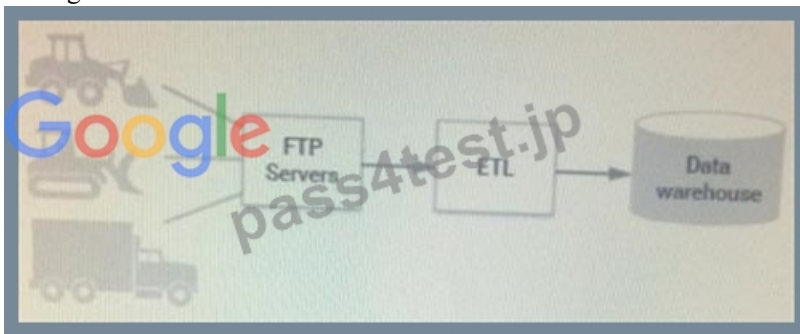 Google
FTP
Servers
ETL
Data
warehouse
pass4test.jp